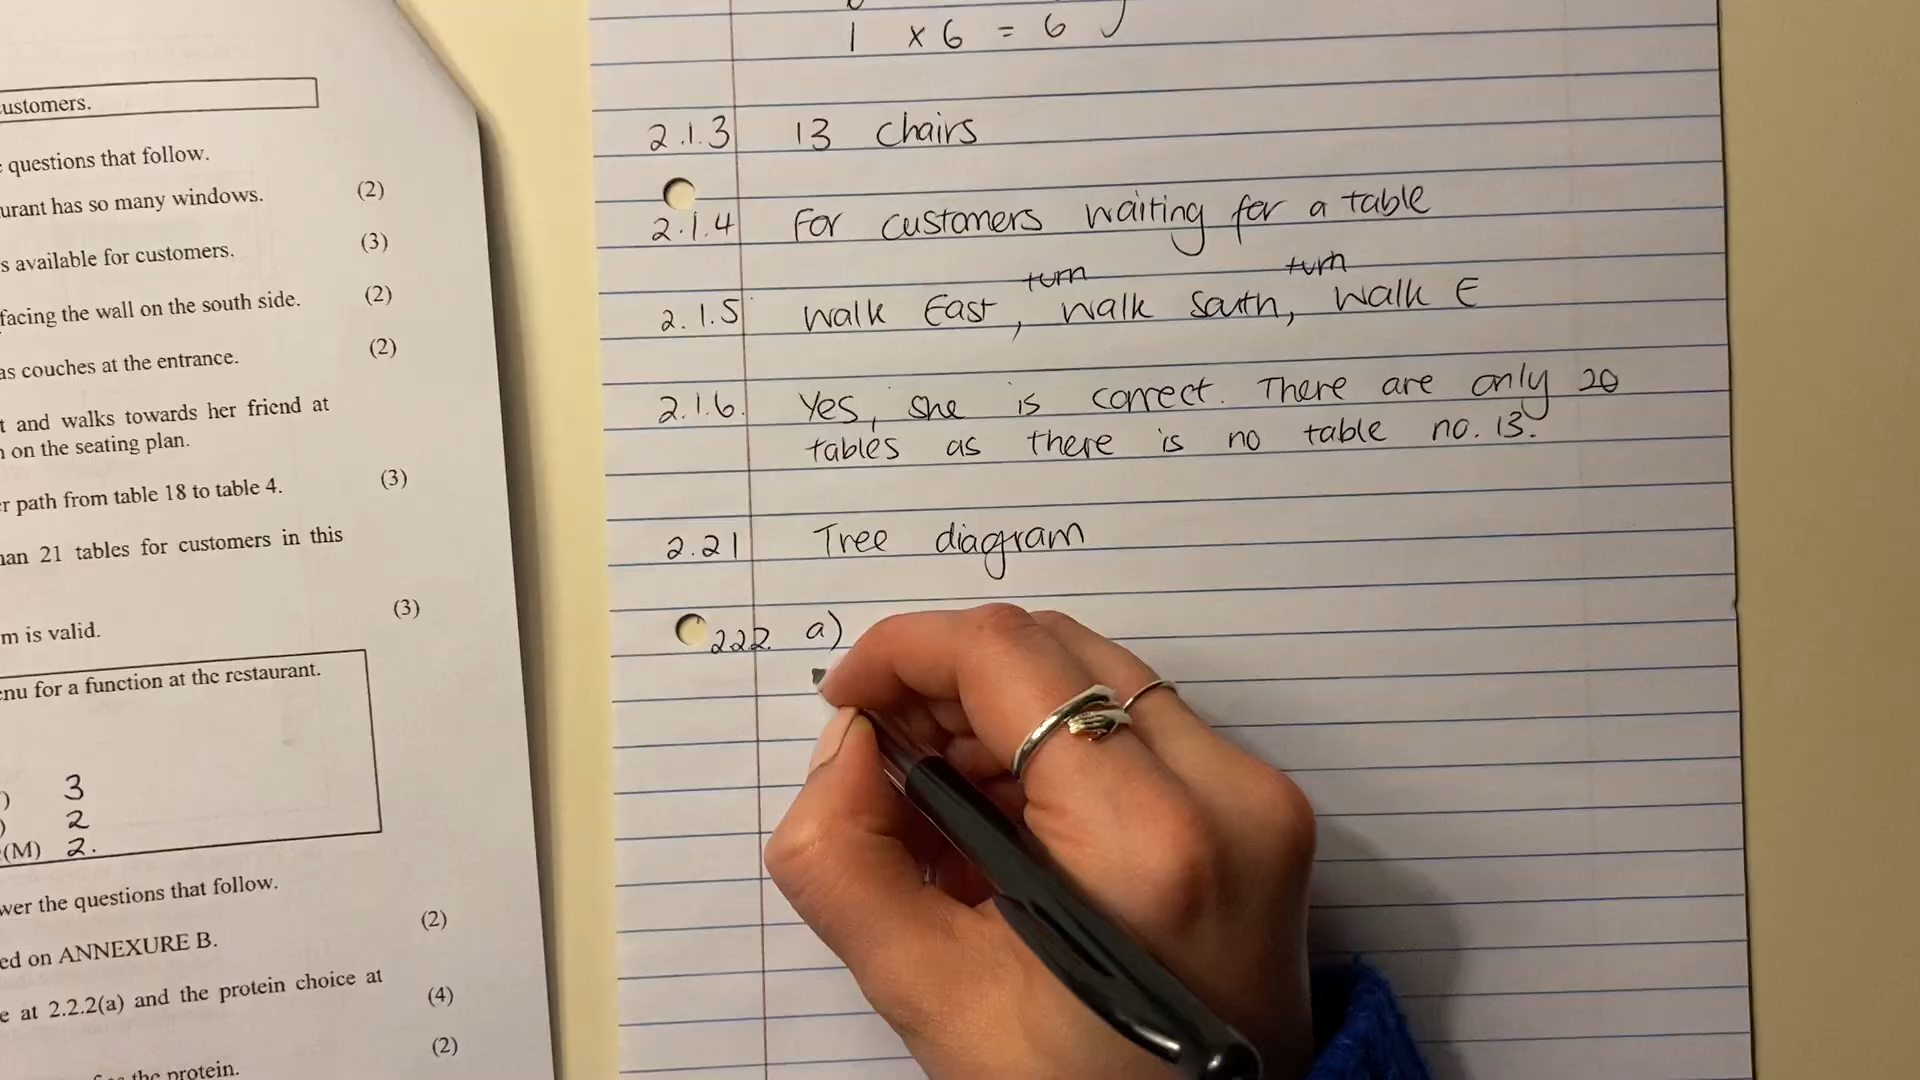 ustomers.
questions that follow.
urant has so many windows. (2)
s available for customers. (3)
facing the wall on the south side. (2)
as couches at the entrance. (2)
t and walks towards her friend at
n on the seating plan.
r path from table 18 to table 4. (3)
han 21 tables for customers in this
m is valid. (3)
enu for a function at the restaurant.
) 3
) 2
(M) 2.
wer the questions that follow.
ed on ANNEXURE B. (2)
e at 2.2.2(a) and the protein choice at (4)
(2)
the protein.
1 x 6 = 6
2.1.3 13 chairs
2.1.4 For customers waiting for a table
turn turn
2.1.5 Walk East, walk South, walk E
2.1.6. Yes, she is correct. There are only 20
tables as there is no table no. 13.
2.21 Tree diagram
222. a)